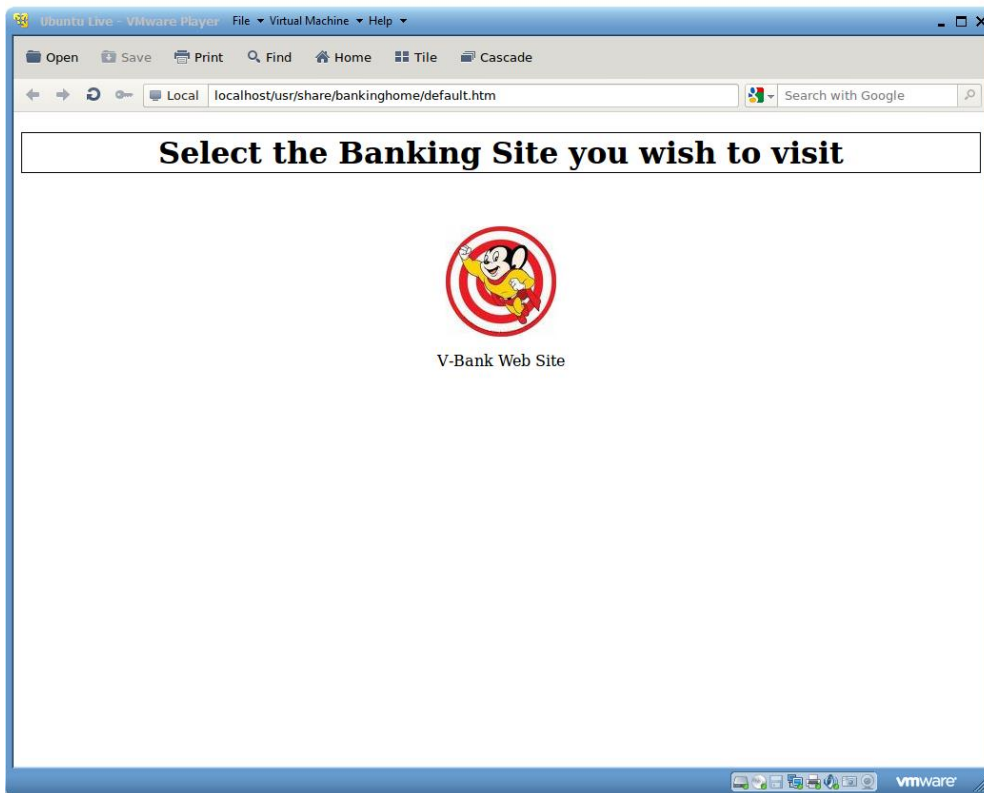 Ubuntu Live - VMware Player File Virtual Machine Help
Open Save Print Find Home Tile Cascade
Local localhost/usr/share/bankinghome/default.htm Search with Google
Select the Banking Site you wish to visit
V-Bank Web Site
vmware